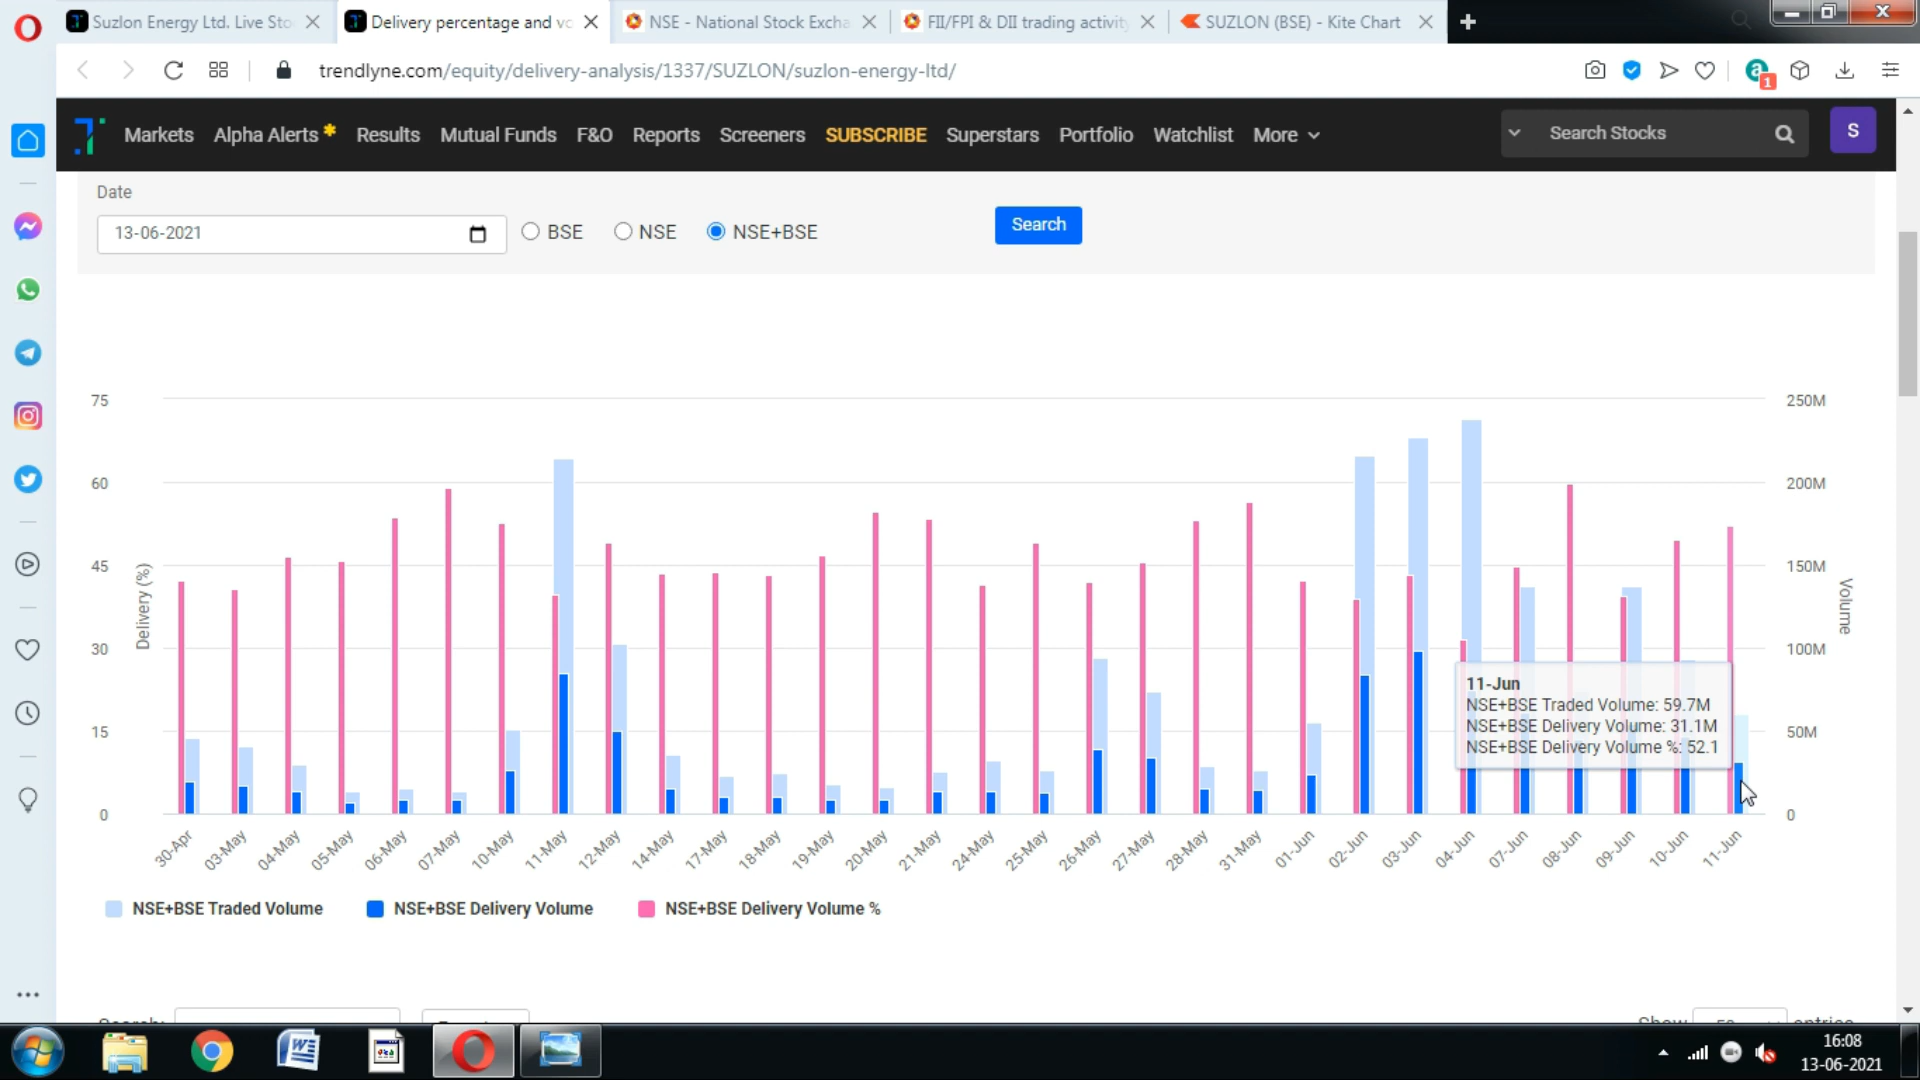 Suzlon Energy Ltd. Live Sto
Delivery percentage and vo
NSE - National Stock Excha
FII/FPI & DII trading activity
SUZLON (BSE) - Kite Chart
trendlyne.com/equity/delivery-analysis/1337/SUZLON/suzlon-energy-ltd/
1
Markets Alpha Alerts Results Mutual Funds F&O Reports Screeners SUBSCRIBE Superstars Portfolio Watchlist More
Search Stocks
S
Date
13-06-2021
BSE NSE NSE+BSE
Search
75 250M
60 200M
45 150M
30 100M
15 50M
0 0
Delivery (%)
Volume
11-Jun
NSE+BSE Traded Volume: 59.7M
NSE+BSE Delivery Volume: 31.1M
NSE+BSE Delivery Volume %: 52.1
30-Apr 03-May 04-May 05-May 06-May 07-May 10-May 11-May 12-May 14-May 17-May 18-May 19-May 20-May 21-May 24-May 25-May 26-May 27-May 28-May 31-May 01-Jun 02-Jun 03-Jun 04-Jun 07-Jun 08-Jun 09-Jun 10-Jun 11-Jun
NSE+BSE Traded Volume NSE+BSE Delivery Volume NSE+BSE Delivery Volume %
Search:
Show 50 entries
16:08
13-06-2021